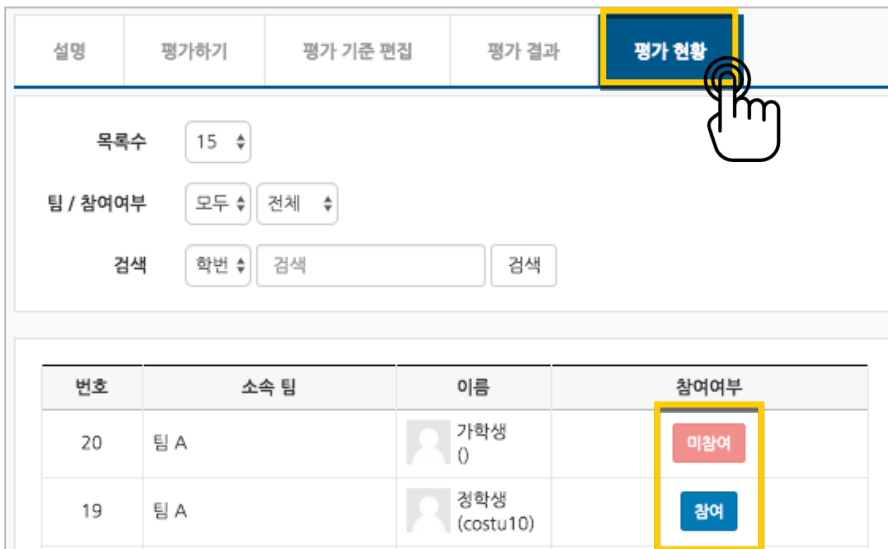 설명 평가하기 평가 기준 편집 평가 결과 평가 현황
목록수 15
팀 / 참여여부 모두 전체
검색 학번 검색 검색
번호 소속 팀 이름 참여여부
20 팀 A 가학생 미참여
()
19 팀 A 정학생 참여
(costu10)